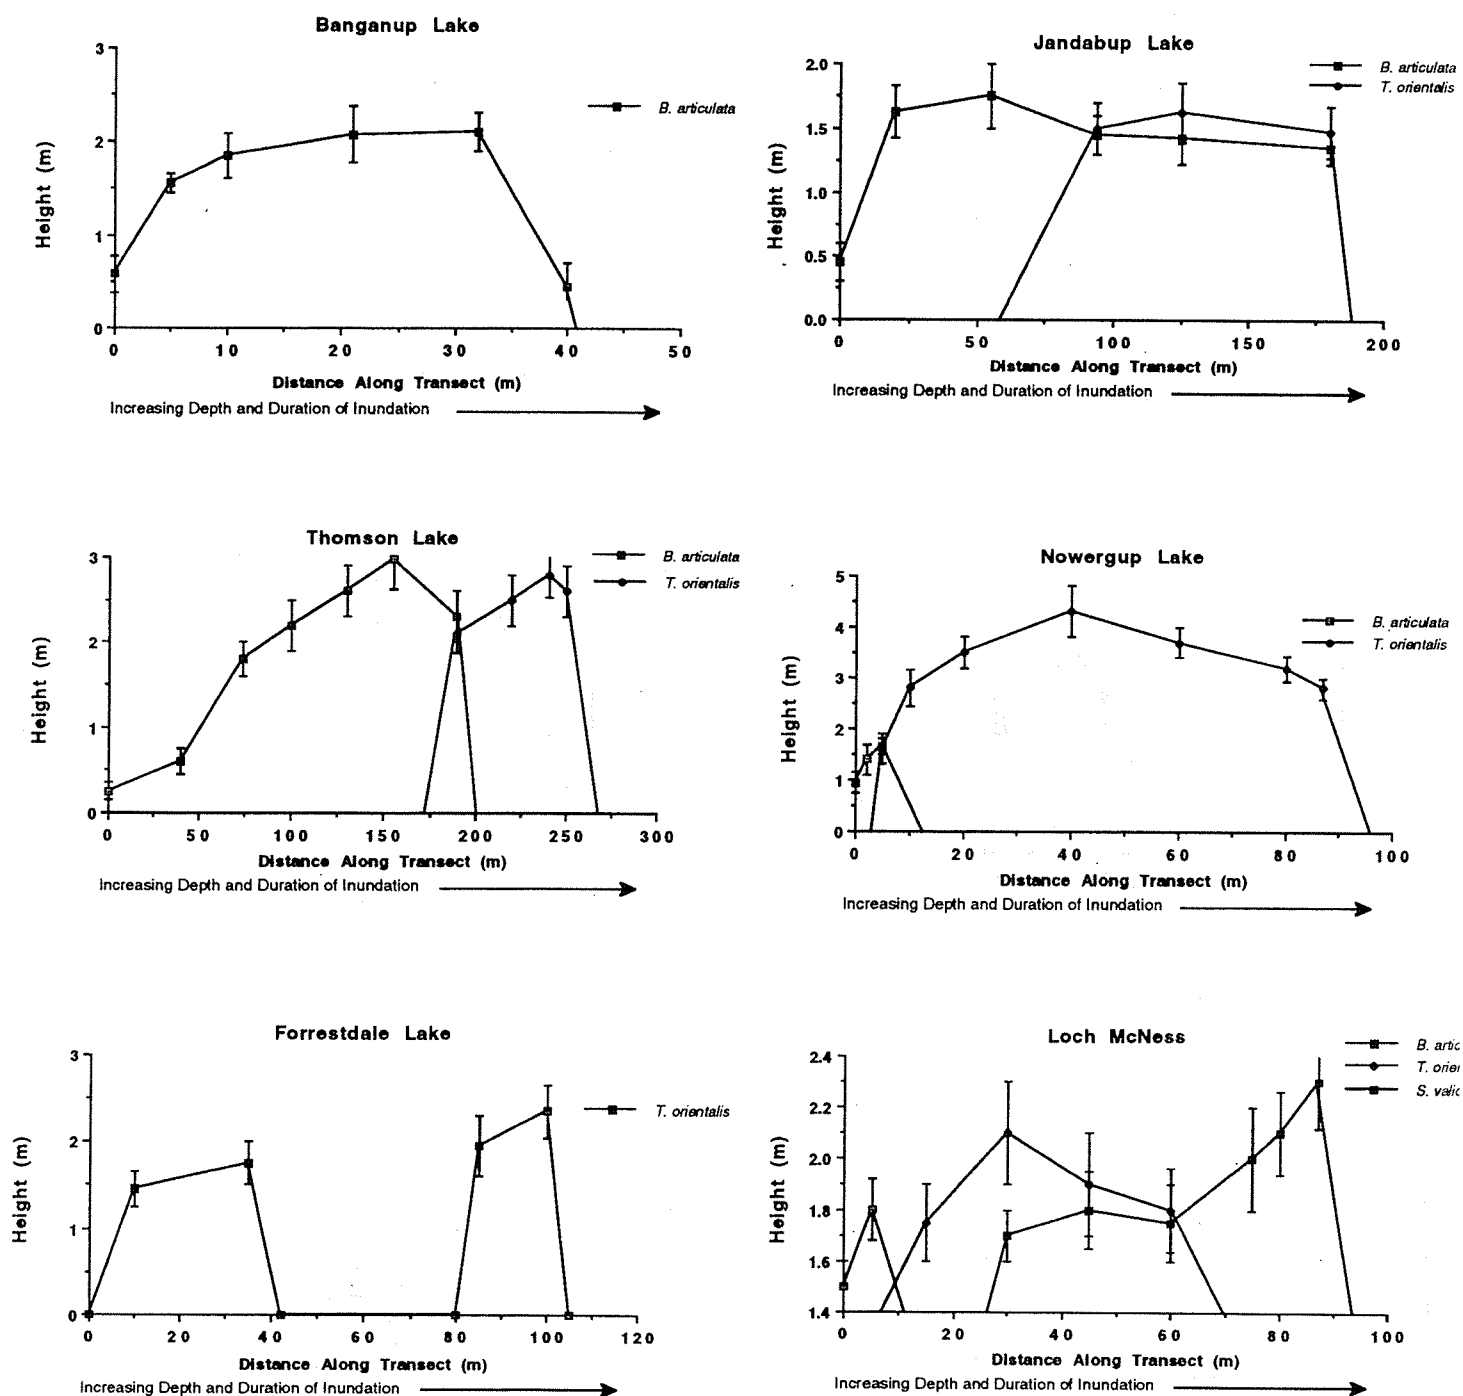 Banganup Lake
3
2
1
0
Height (m)
B. articulata
0 10 20 30 40 50
Distance Along Transect (m)
Increasing Depth and Duration of Inundation
Jandabup Lake
2.0
1.5
1.0
0.5
0.0
Height (m)
B. articulata
T. orientalis
0 50 100 150 200
Distance Along Transect (m)
Increasing Depth and Duration of Inundation
Thomson Lake
3
2
1
0
Height (m)
B. articulata
T. orientalis
0 50 100 150 200 250 300
Distance Along Transect (m)
Increasing Depth and Duration of Inundation
Nowergup Lake
5
4
3
2
1
0
Height (m)
B. articulata
T. orientalis
0 20 40 60 80 100
Distance Along Transect (m)
Increasing Depth and Duration of Inundation
Forrestdale Lake
3
2
1
0
Height (m)
T. orientalis
0 20 40 60 80 100 120
Distance Along Transect (m)
Increasing Depth and Duration of Inundation
Loch McNess
2.4
2.2
2.0
1.8
1.6
1.4
Height (m)
B. artic
T. orien
S. valid
0 20 40 60 80 100
Distance Along Transect (m)
Increasing Depth and Duration of Inundation